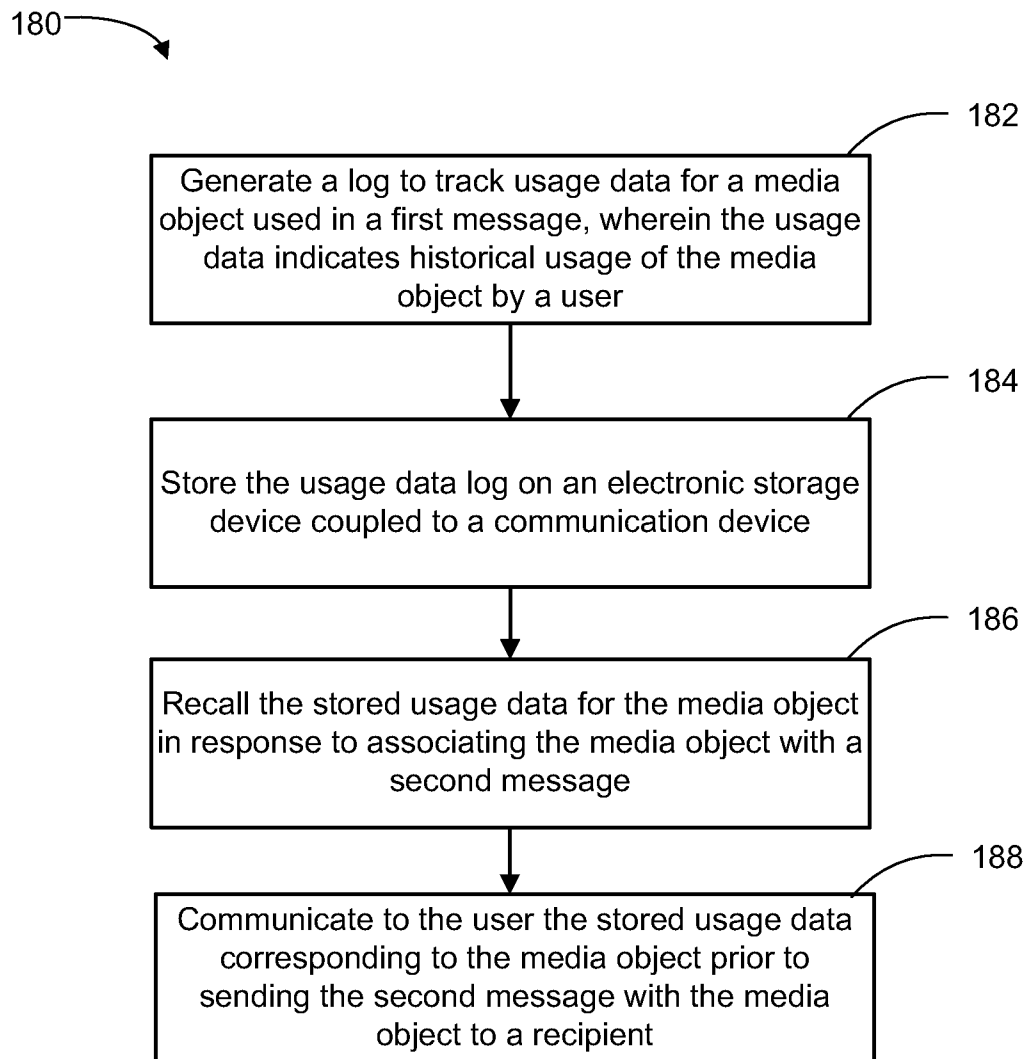 180
182
Generate a log to track usage data for a media
object used in a first message, wherein the usage
data indicates historical usage of the media
object by a user
184
Store the usage data log on an electronic storage
device coupled to a communication device
186
Recall the stored usage data for the media object
in response to associating the media object with a
second message
188
Communicate to the user the stored usage data
corresponding to the media object prior to
sending the second message with the media
object to a recipient